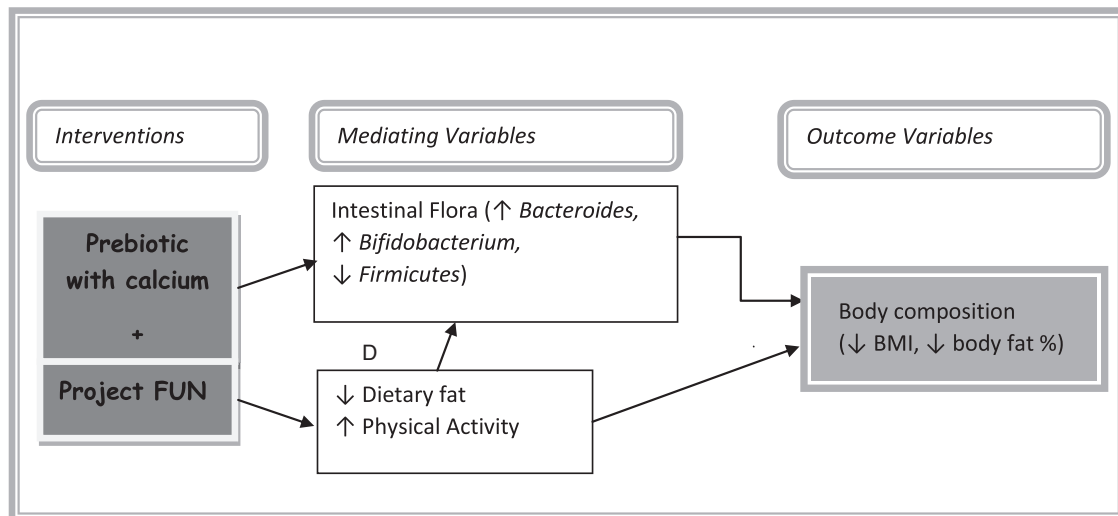 Interventions
Mediating Variables
Outcome Variables
Prebiotic
with calcium
+
Project FUN
Intestinal Flora (↑ Bacteroides,
↑ Bifidobacterium,
↓ Firmicutes)
D
↓ Dietary fat
↑ Physical Activity
Body composition
(↓ BMI, ↓ body fat %)